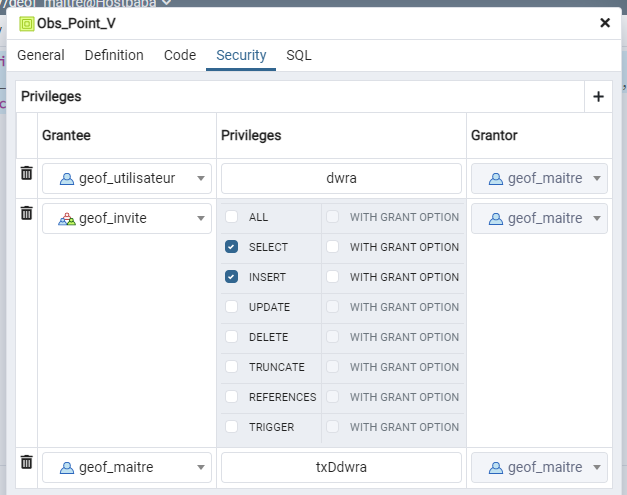 //geof_maitre@Hostpapa
Obs_Point_V
General Definition Code Security SQL
Privileges
Grantee Privileges Grantor
geof_utilisateur dwra geof_maitre
geof_invite ALL WITH GRANT OPTION geof_maitre
SELECT WITH GRANT OPTION
INSERT WITH GRANT OPTION
UPDATE WITH GRANT OPTION
DELETE WITH GRANT OPTION
TRUNCATE WITH GRANT OPTION
REFERENCES WITH GRANT OPTION
TRIGGER WITH GRANT OPTION
geof_maitre txDdwra geof_maitre